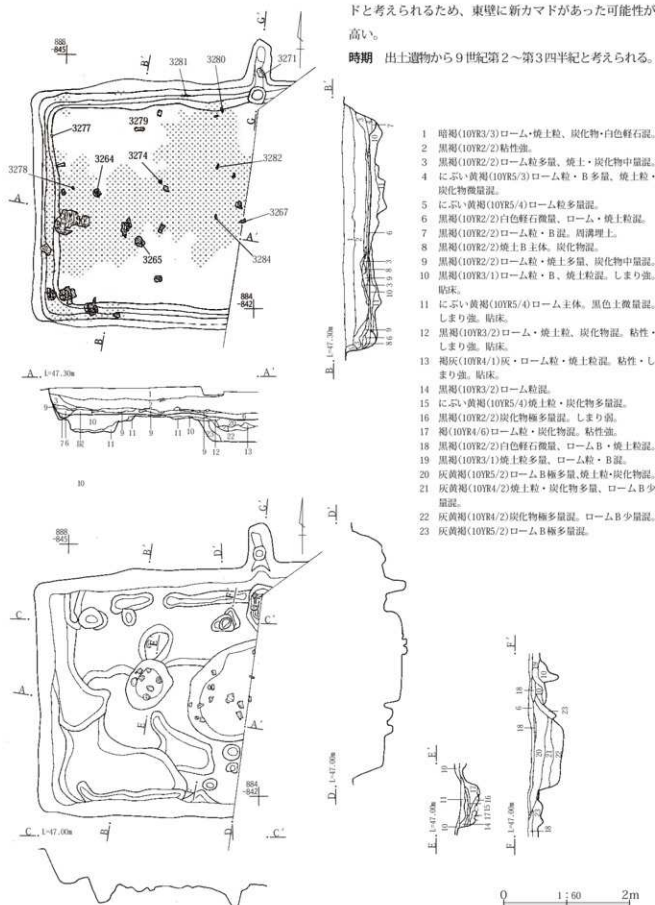 ドと考えられるため、東壁に新カマドがあった可能性が
高い。
時期　出土遺物から９世紀第２～第３四半紀と考えられる。
1 暗褐(10YR3/3)ローム・焼土粒、炭化物・白色軽石混。
2 黒褐(10YR2/2)粘性強。
3 黒褐(10YR2/2)ローム粒多量、焼土・炭化物中量混。
4 にぶい黄褐(10YR5/3)ローム粒・Ｂ多量、焼土粒・
炭化物微量混。
5 にぶい黄褐(10YR5/4)ローム粒多量混。
6 黒褐(10YR2/2)白色軽石微量、ローム・焼土粒混。
7 黒褐(10YR2/2)ローム粒・Ｂ混。周溝埋土。
8 黒褐(10YR2/2)焼土Ｂ主体。炭化物混。
9 黒褐(10YR2/2)ローム粒・焼土多量、炭化物中量混。
10 黒褐(10YR3/1)ローム粒・Ｂ、焼土粒混。しまり強。
貼床。
11 にぶい黄褐(10YR5/4)ローム主体。黒色土微量混。
しまり強。貼床。
12 黒褐(10YR3/2)ローム・焼土粒、炭化物混。粘性・
しまり強。貼床。
13 褐灰(10YR4/1)灰・ローム粒・焼土粒混。粘性・し
まり強。貼床。
14 黒褐(10YR3/2)ローム粒混。
15 にぶい黄褐(10YR5/4)焼土粒・炭化物多量混。
16 黒褐(10YR2/2)炭化物極多量混。しまり弱。
17 褐(10YR4/6)ローム粒・炭化物混。粘性強。
18 黒褐(10YR2/2)白色軽石微量、ロームＢ・焼土粒混。
19 黒褐(10YR3/1)焼土粒多量、ローム粒・Ｂ混。
20 灰黄褐(10YR5/2)ロームＢ極多量、焼土粒・炭化物混。
21 灰黄褐(10YR4/2)焼土粒・炭化物多量、ロームＢ少
量混。
22 灰黄褐(10YR4/2)炭化物極多量混。ロームＢ少量混。
23 灰黄褐(10YR5/2)ロームＢ極多量混。
888
-845
B'
3281
3280
G'
3271
3277
3279
G
3278
3264
3274
3282
A
3267
A'
3265
3284
884
-842
B
A L=47.30m A'
B'
B L=47.30m
10
888
-845
B'
D'
G'
C
F'
C'
E'
A
E
A'
884
-842
B
D
C L=47.00m
C'
D'
D L=47.00m
E'
E L=47.00m
F'
F L=47.00m
0 1:60 2m